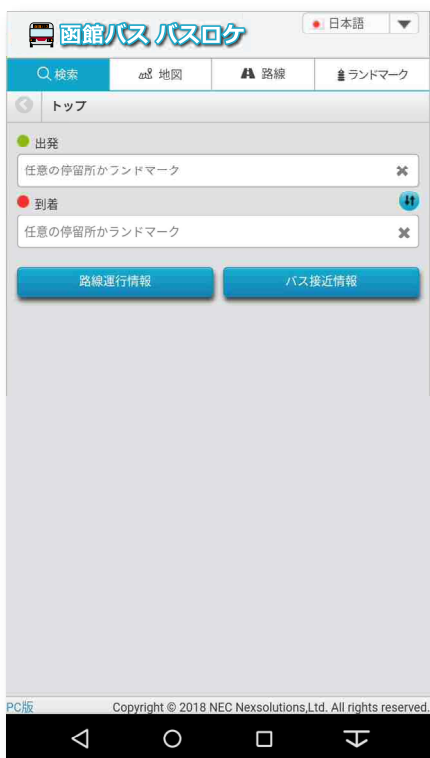 函館バス バスロケ
日本語
検索 地図 路線 ランドマーク
トップ
出発
任意の停留所かランドマーク
到着
任意の停留所かランドマーク
路線運行情報 バス接近情報
PC版 Copyright © 2018 NEC Nexsolutions,Ltd. All rights reserved.